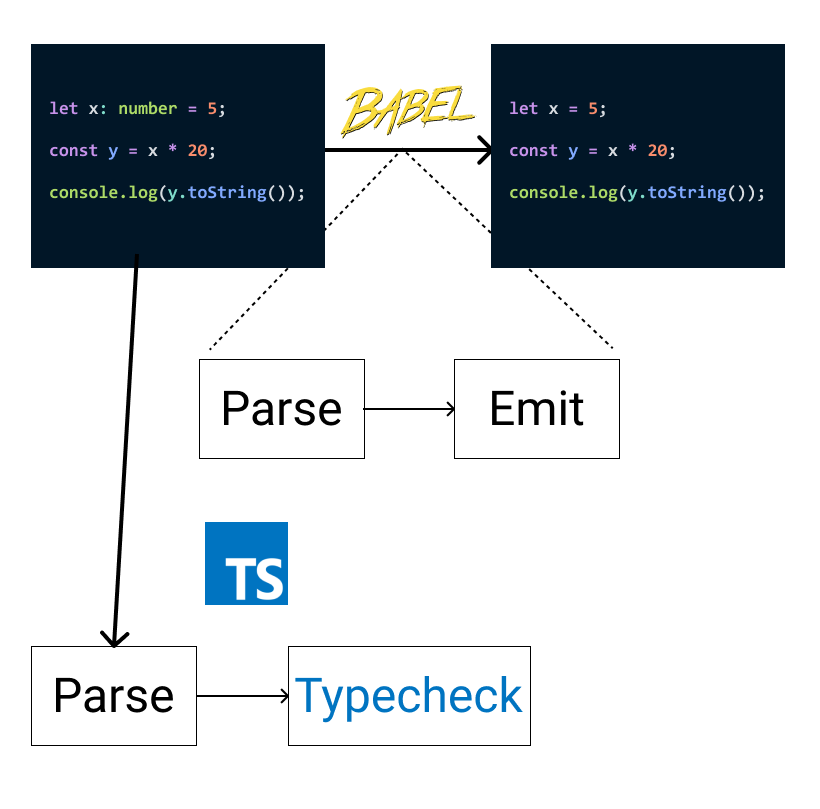 let x: number = 5;
const y = x * 20;
console.log(y.toString());
BABEL
let x = 5;
const y = x * 20;
console.log(y.toString());
Parse
Emit
TS
Parse
Typecheck